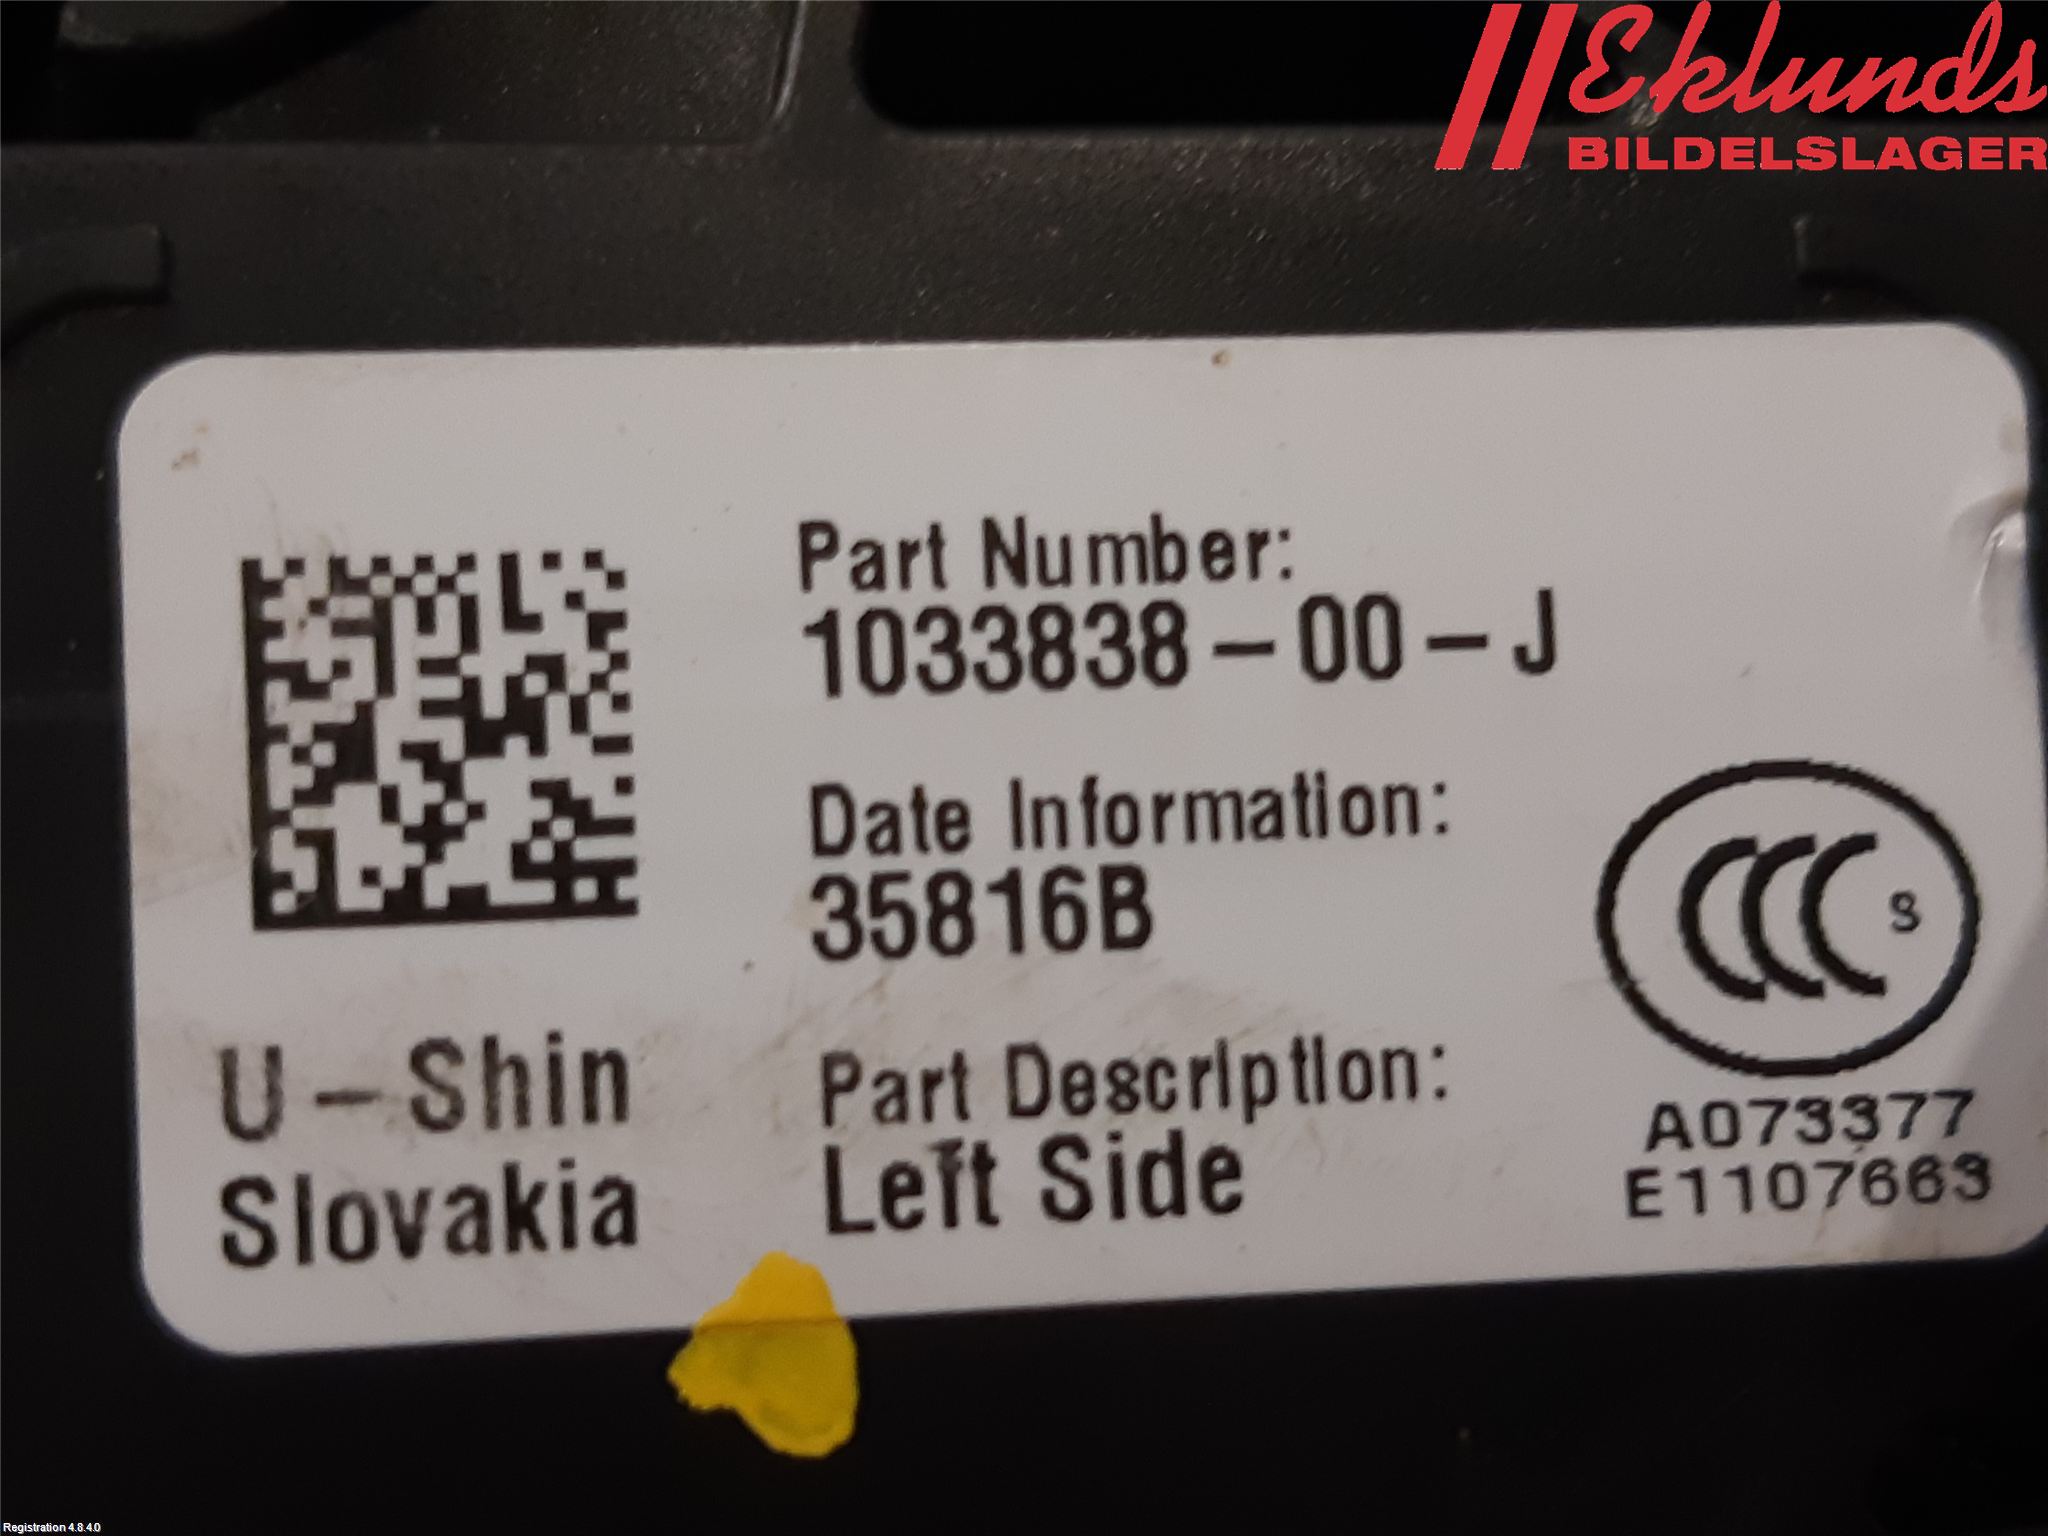 Eklunds
BILDELSLAGER
Part Number:
1033838-00-J
Date Information:
35816B
CCC S
A073377
E1107663
U-Shin
Slovakia
Part Description:
Left Side
Registration 4.8.4.0